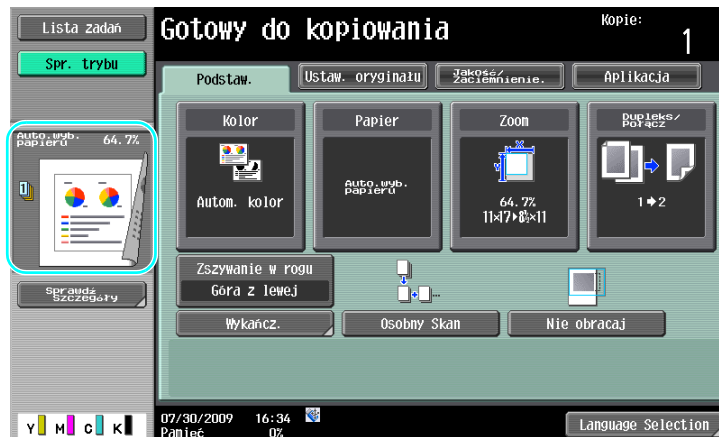 Lista zadań
Gotowy do kopiowania
Kopie:
1
Spr. trybu
Podstaw.
Ustaw. oryginału
Jakość/
zaciemnienie.
Aplikacja
Auto.wyb.
papieru
64.7%
Kolor
Papier
Zoom
Dupleks/
Połącz
Autom. kolor
Auto.wyb.
papieru
64.7%
11×17▸8½×11
1➜2
Zszywanie w rogu
Góra z lewej
Sprawdź
Szczegóły
Wykańcz.
Osobny Skan
Nie obracaj
Y M C K
07/30/2009 16:34
Pamięć 0%
Language Selection